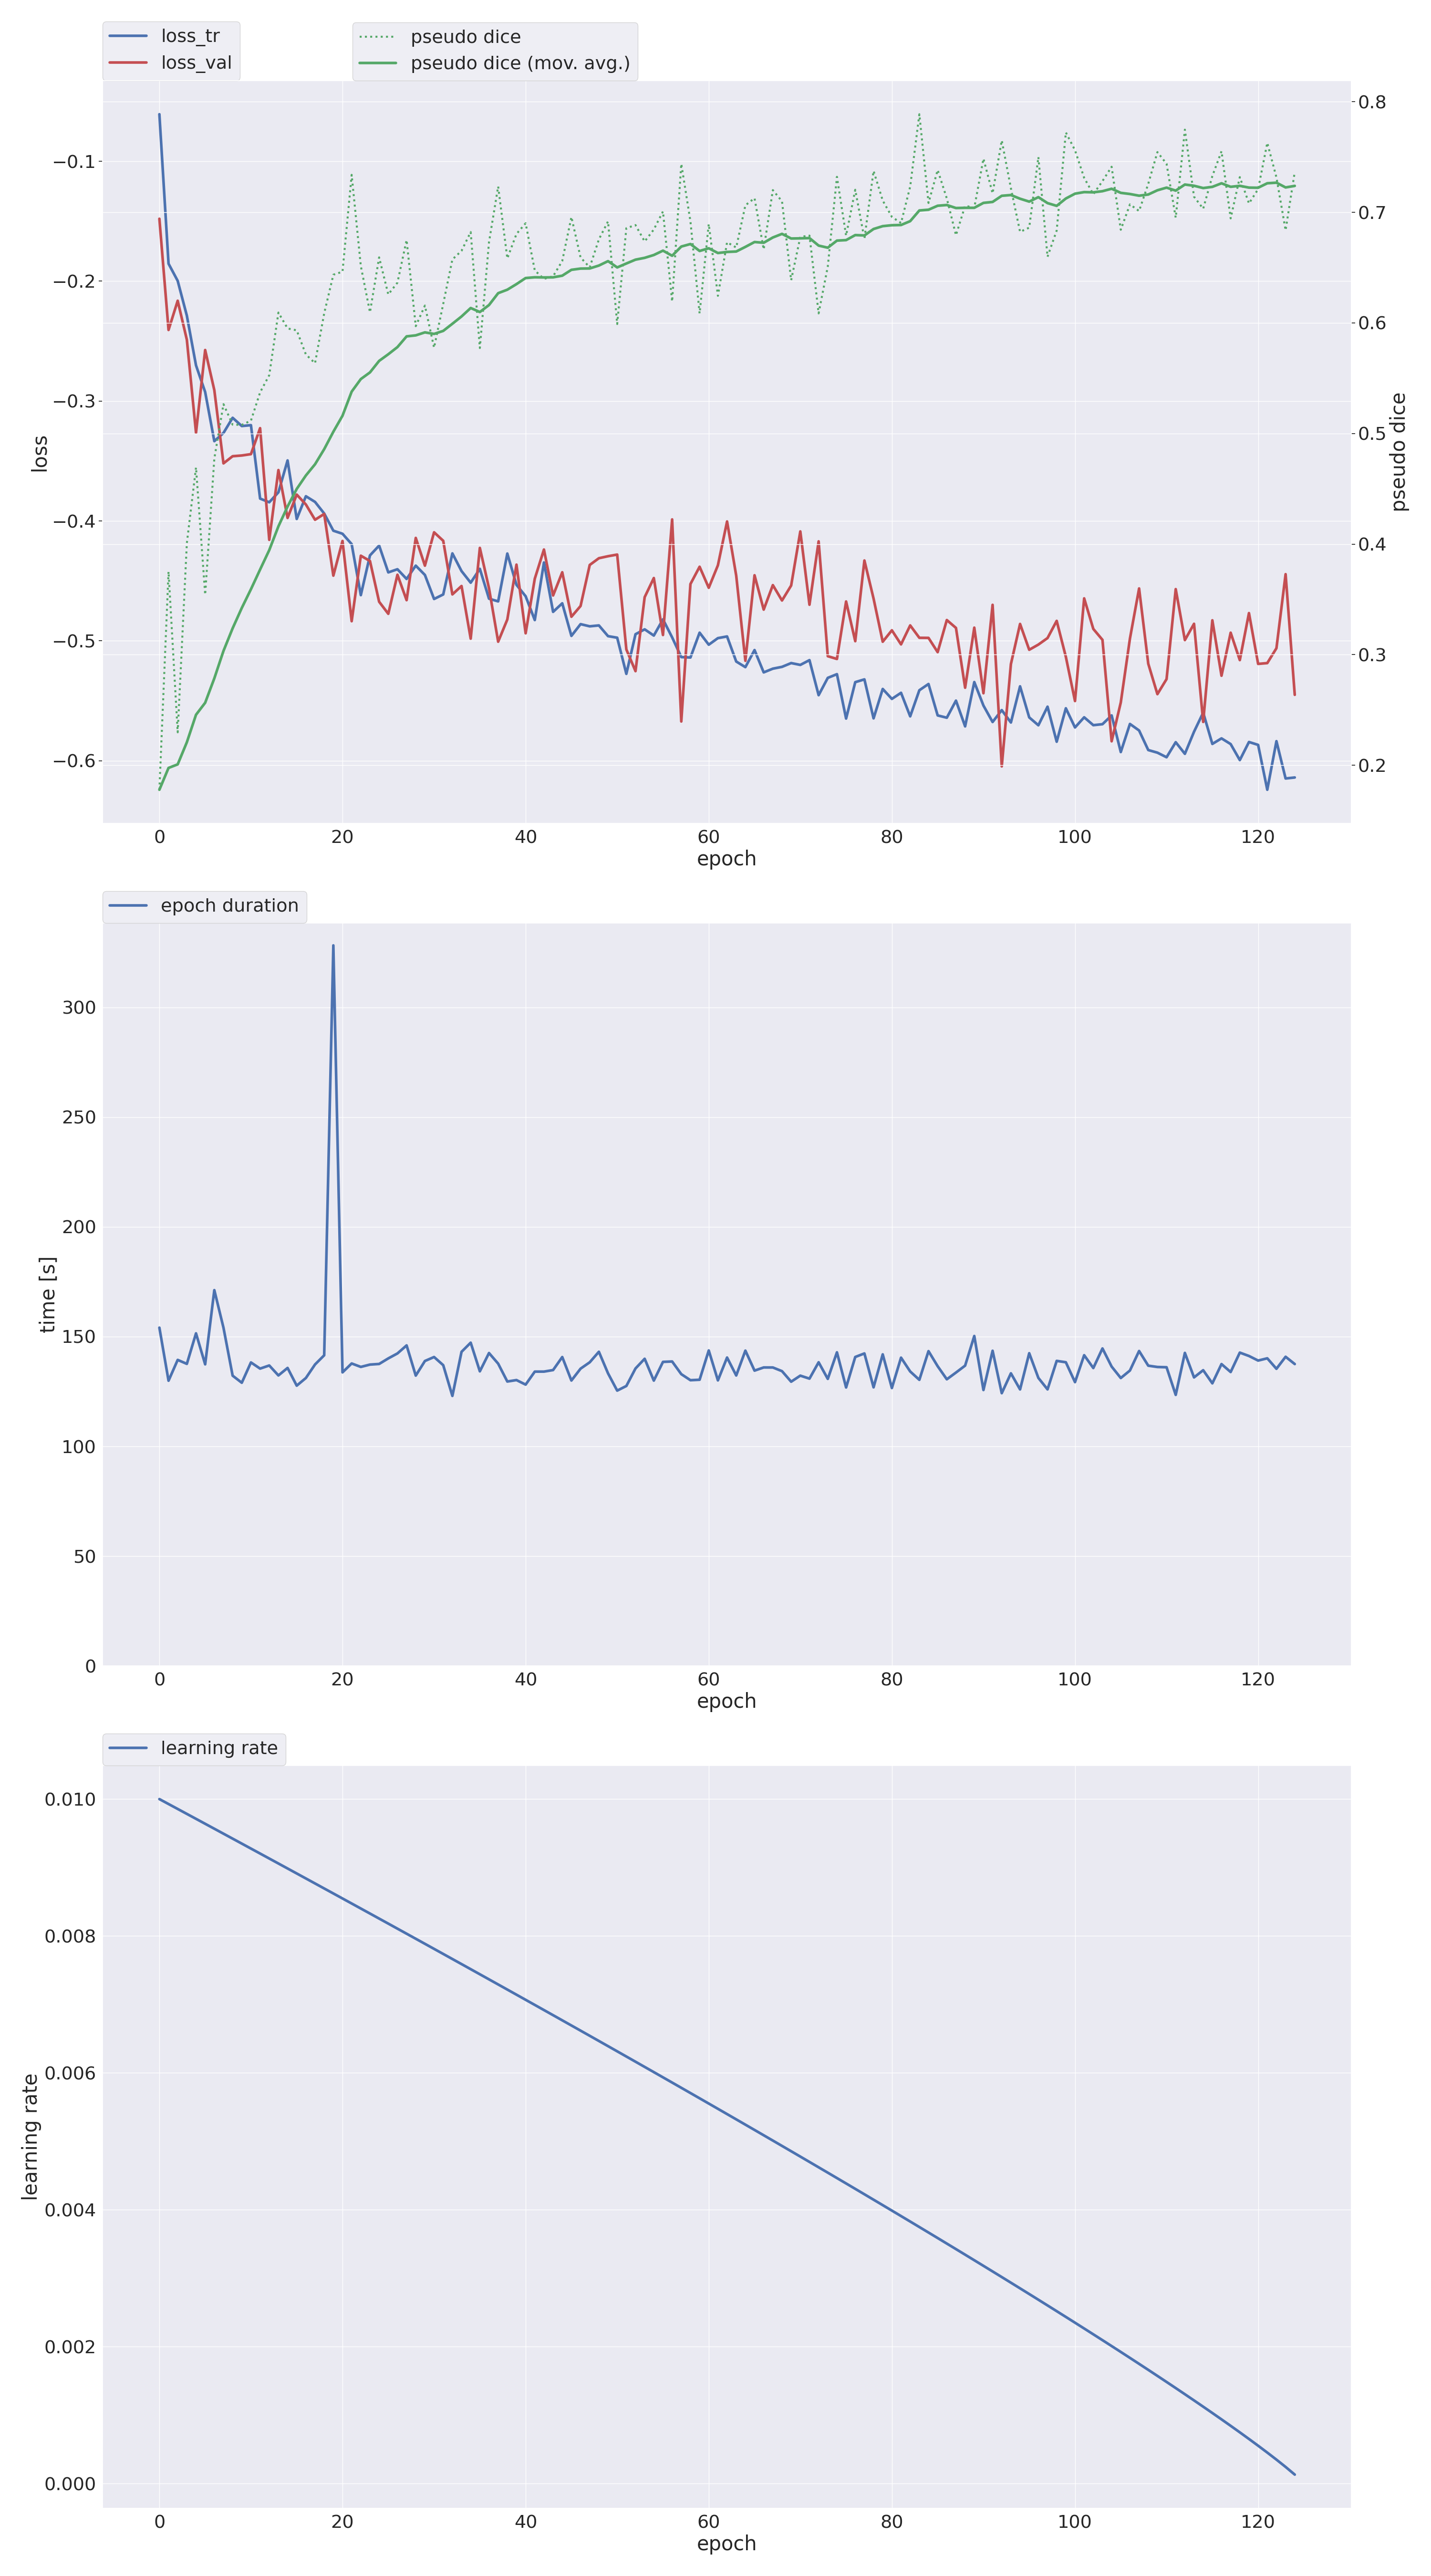 loss_tr
loss_val
pseudo dice
pseudo dice (mov. avg.)
−0.1
−0.2
−0.3
−0.4
−0.5
−0.6
loss
0.8
0.7
0.6
0.5
0.4
0.3
0.2
pseudo dice
0 20 40 60 80 100 120
epoch
epoch duration
300
250
200
150
100
50
0
time [s]
0 20 40 60 80 100 120
epoch
learning rate
0.010
0.008
0.006
0.004
0.002
0.000
learning rate
0 20 40 60 80 100 120
epoch